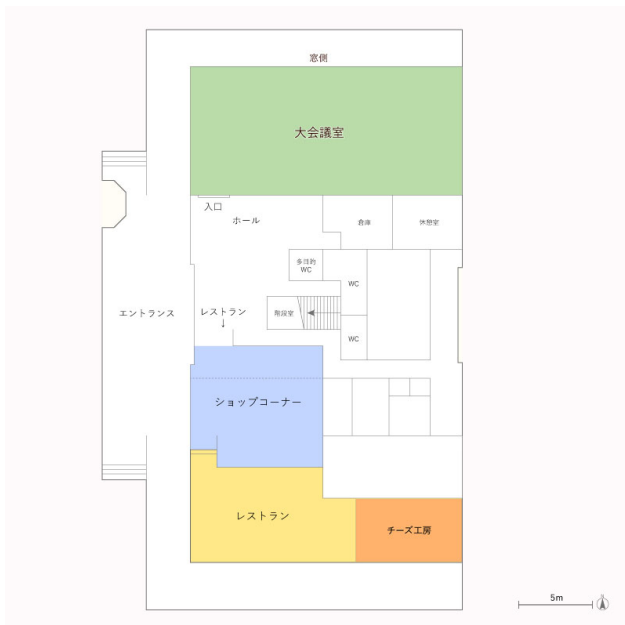 窓側
大会議室
入口
ホール
倉庫
休憩室
多目的
WC
WC
エントランス
レストラン
↓
階段室
WC
ショップコーナー
レストラン
チーズ工房
5m
N